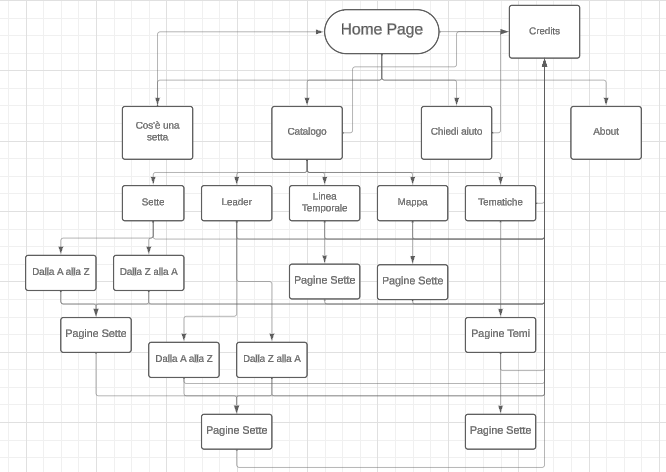 Home Page
Credits
Cos'è una
setta
Catalogo
Chiedi aiuto
About
Sette
Leader
Linea
Temporale
Mappa
Tematiche
Dalla A alla Z
Dalla Z alla A
Pagine Sette
Pagine Sette
Pagine Sette
Pagine Temi
Dalla A alla Z
Dalla Z alla A
Pagine Sette
Pagine Sette